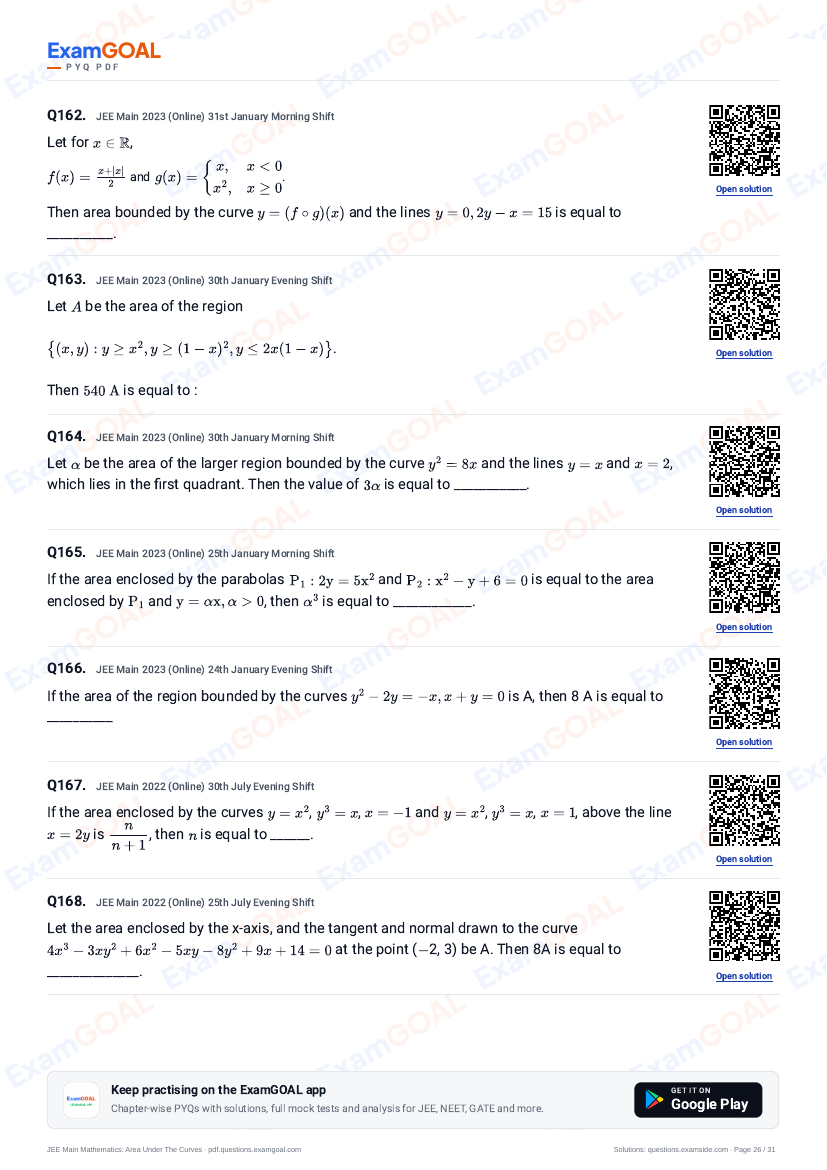 ExamGOAL
PYQ PDF
Q162. JEE Main 2023 (Online) 31st January Morning Shift
Let for x ∈ ℝ,
f(x) = (x+|x|)/2 and g(x) = { x, x < 0
x², x ≥ 0 .
Then area bounded by the curve y = (f ∘ g)(x) and the lines y = 0, 2y − x = 15 is equal to
__________.
Open solution
Q163. JEE Main 2023 (Online) 30th January Evening Shift
Let A be the area of the region
{(x, y) : y ≥ x², y ≥ (1 − x)², y ≤ 2x(1 − x)}.
Then 540 A is equal to :
Open solution
Q164. JEE Main 2023 (Online) 30th January Morning Shift
Let α be the area of the larger region bounded by the curve y² = 8x and the lines y = x and x = 2,
which lies in the first quadrant. Then the value of 3α is equal to ___________.
Open solution
Q165. JEE Main 2023 (Online) 25th January Morning Shift
If the area enclosed by the parabolas P₁ : 2y = 5x² and P₂ : x² − y + 6 = 0 is equal to the area
enclosed by P₁ and y = αx, α > 0, then α³ is equal to ____________.
Open solution
Q166. JEE Main 2023 (Online) 24th January Evening Shift
If the area of the region bounded by the curves y² − 2y = −x, x + y = 0 is A, then 8 A is equal to
__________
Open solution
Q167. JEE Main 2022 (Online) 30th July Evening Shift
If the area enclosed by the curves y = x², y³ = x, x = −1 and y = x², y³ = x, x = 1, above the line
x = 2y is n/(n + 1), then n is equal to ______.
Open solution
Q168. JEE Main 2022 (Online) 25th July Evening Shift
Let the area enclosed by the x-axis, and the tangent and normal drawn to the curve
4x³ − 3xy² + 6x² − 5xy − 8y² + 9x + 14 = 0 at the point (−2, 3) be A. Then 8A is equal to
______________.
Open solution
ExamGOAL
Keep practising on the ExamGOAL app
Chapter-wise PYQs with solutions, full mock tests and analysis for JEE, NEET, GATE and more.
GET IT ON
Google Play
JEE Main Mathematics: Area Under The Curves · pdf.questions.examgoal.com
Solutions: questions.examside.com · Page 26 / 31